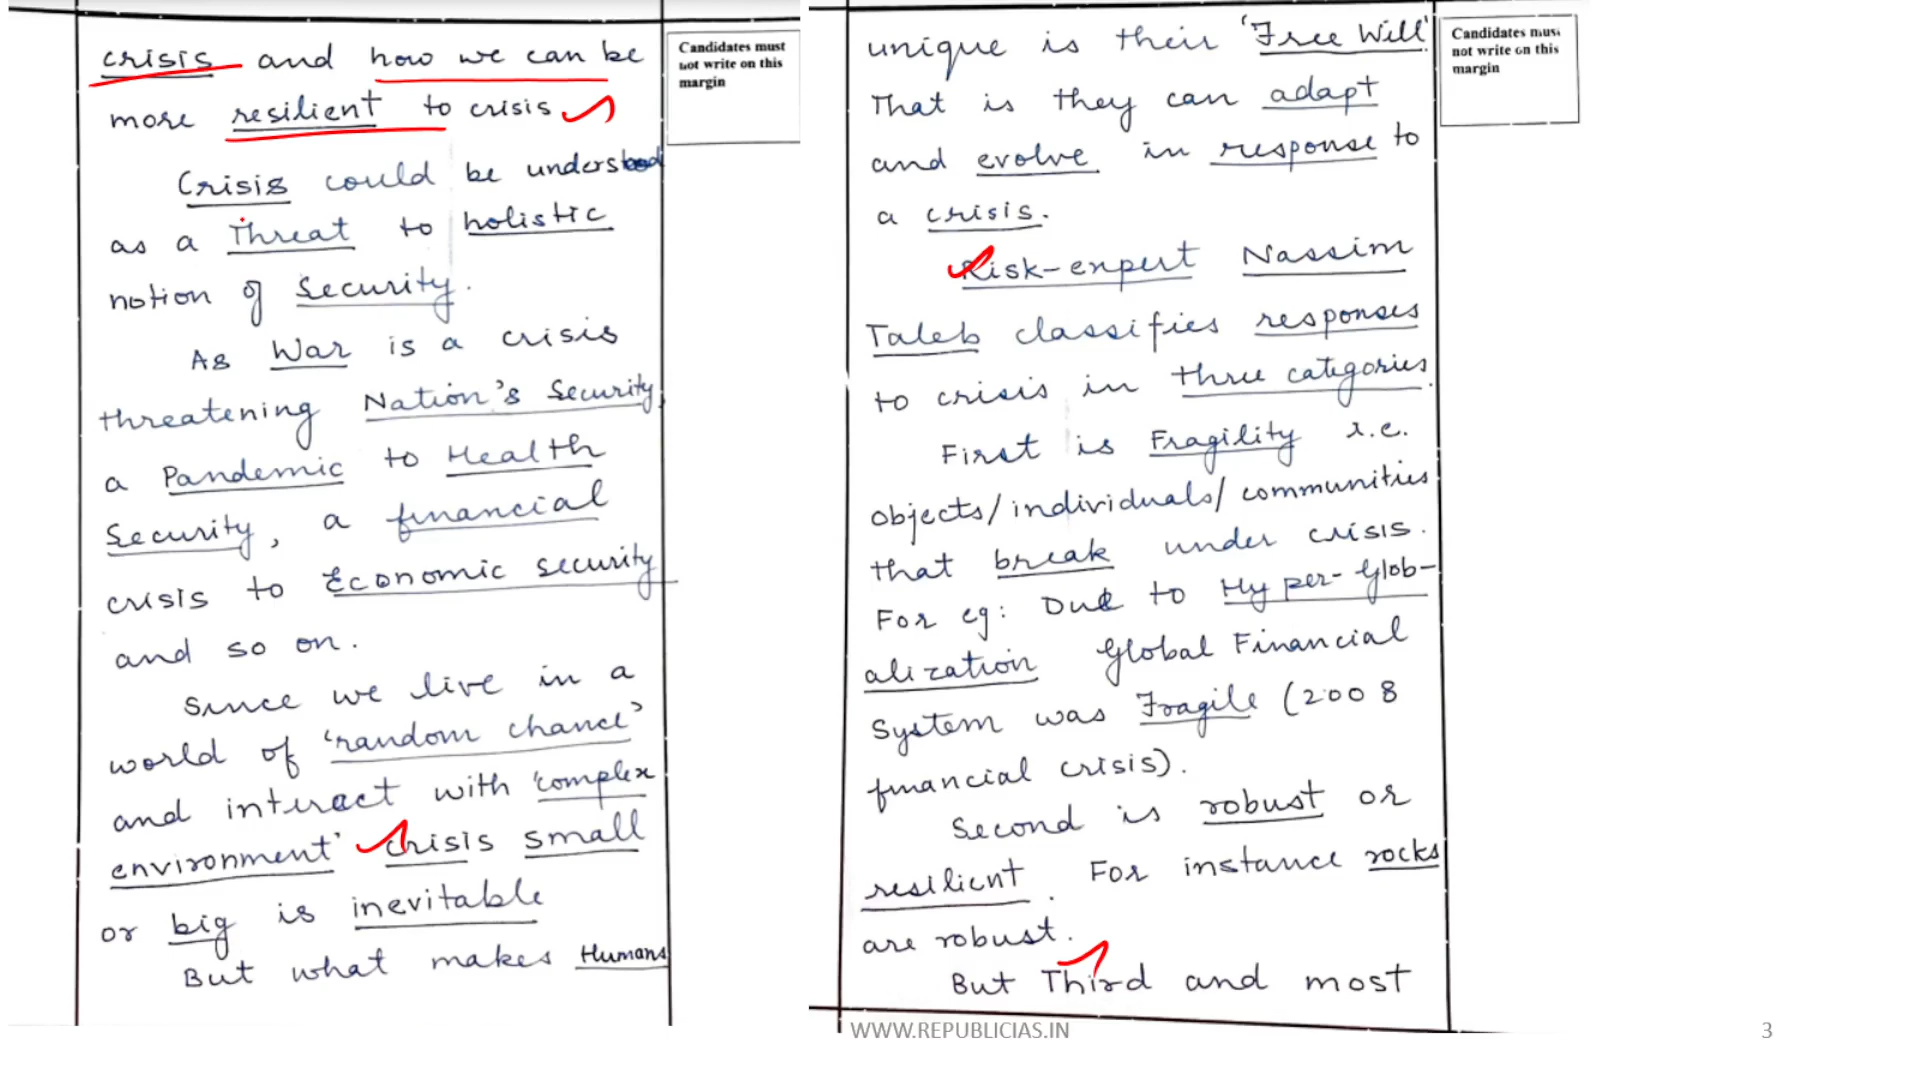 crisis and how we can be
more resilient to crisis
Crisis could be understood
as a Threat to holistic
notion of Security.
As War is a crisis
threatening Nation's Security,
a Pandemic to Health
Security, a financial
crisis to Economic security
and so on.
Since we live in a
world of 'random chance'
and interact with 'complex
environment' Crisis small
or big is inevitable
But what makes Humans
Candidates must
not write on this
margin
unique is their 'Free Will'
That is they can adapt
and evolve in response to
a crisis.
Risk-expert Nassim
Taleb classifies responses
to crisis in three categories.
First is Fragility i.e.
objects/individuals/communities
that break under crisis.
For eg: Due to Hyper-Glob-
alization Global Financial
System was Fragile (2008
financial crisis).
Second is robust or
resilient. For instance rocks
are robust.
But Third and most
Candidates must
not write on this
margin
WWW.REPUBLICIAS.IN
3